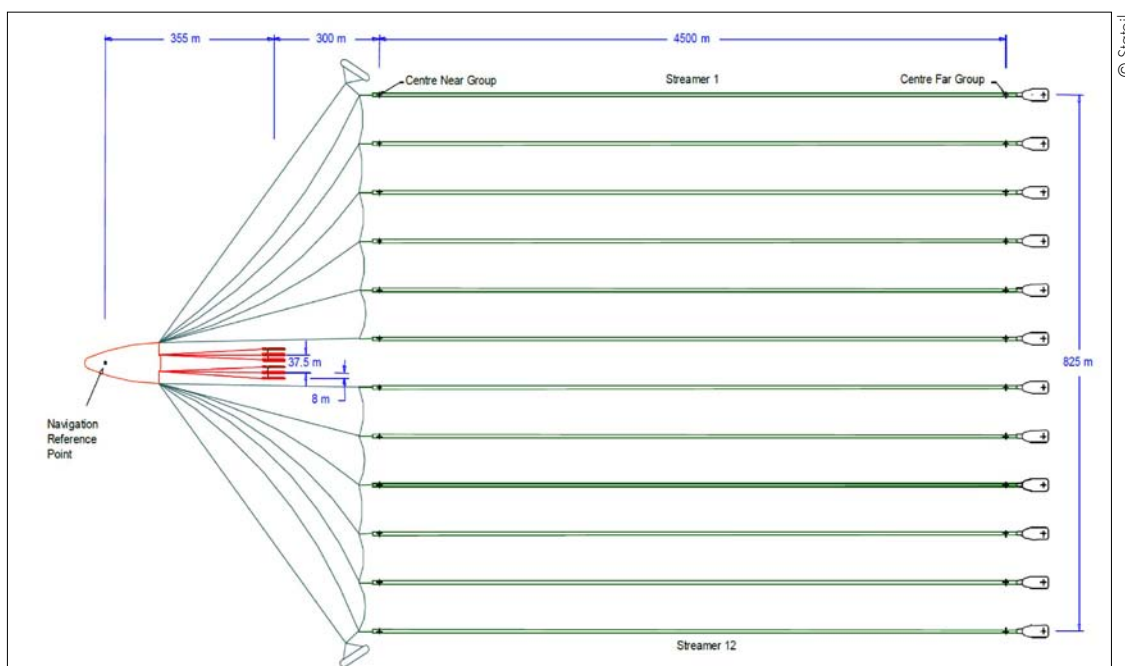 355 m
300 m
4500 m
Centre Near Group
Streamer 1
Centre Far Group
37.5 m
8 m
825 m
Navigation
Reference
Point
Streamer 12
© Statoil